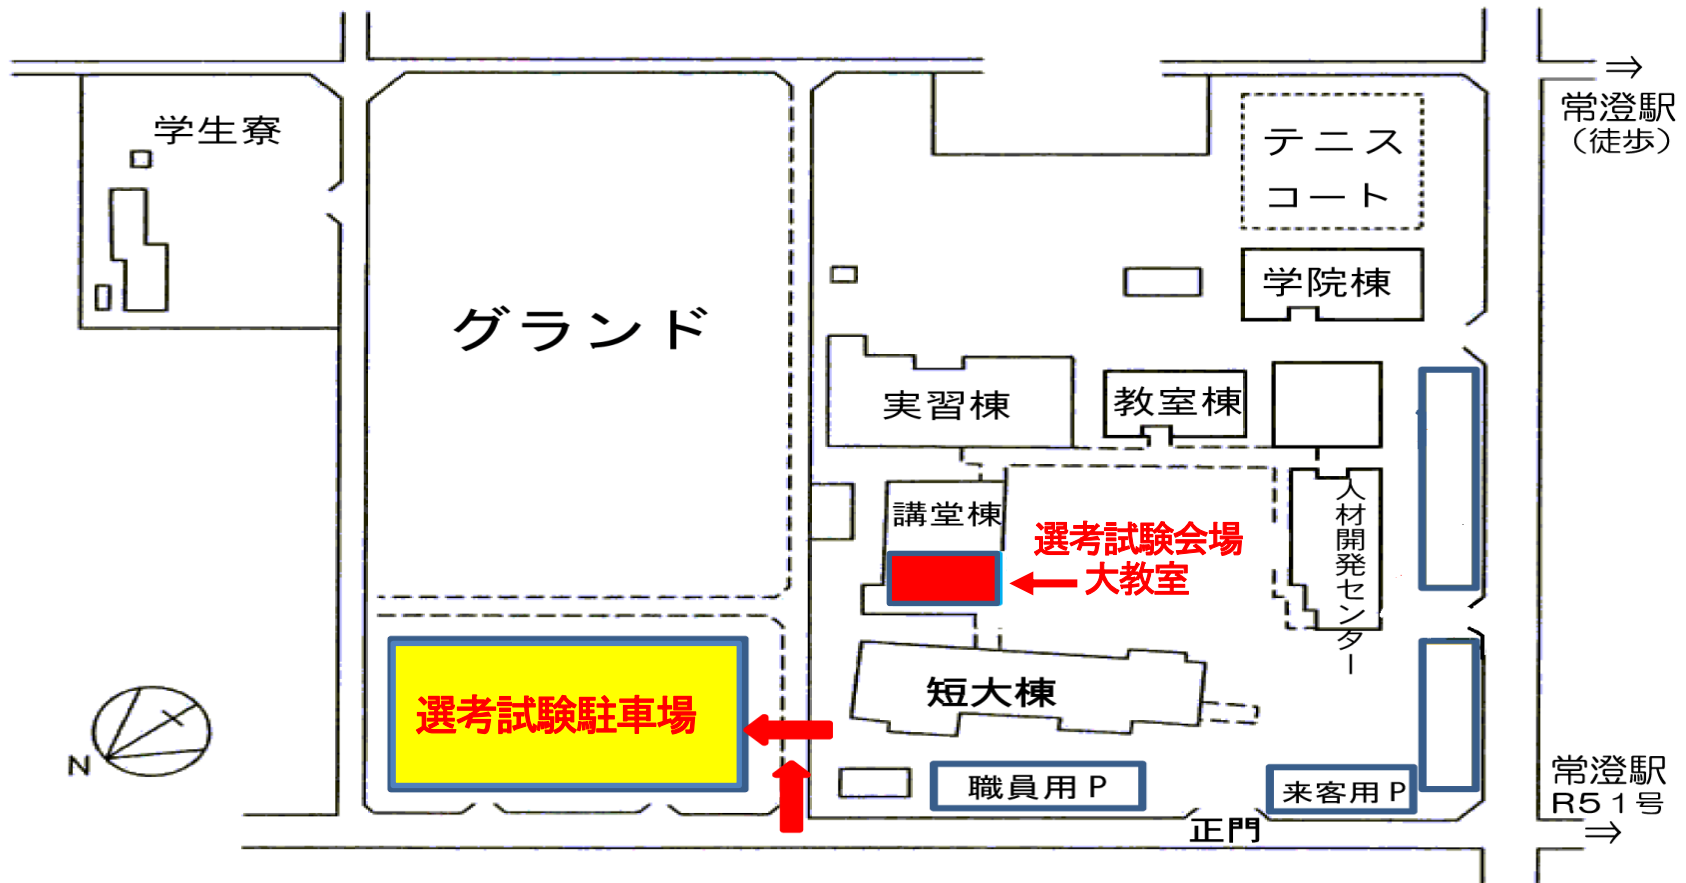 ⇒
常澄駅
（徒歩）
学生寮
テニス
コート
学院棟
グランド
実習棟
教室棟
講堂棟
人材開発センター
選考試験会場
大教室
短大棟
選考試験駐車場
N
職員用P
来客用P
常澄駅
R51号
⇒
正門